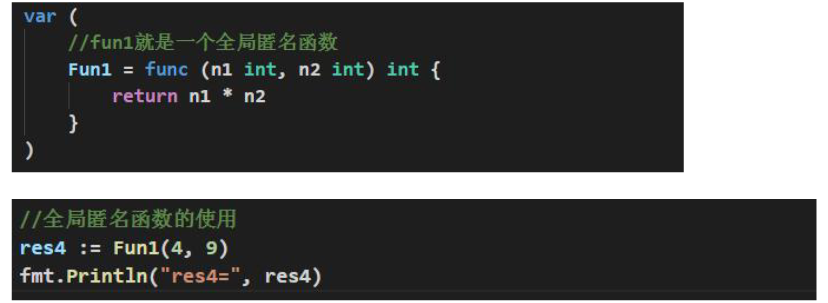 var (
//fun1就是一个全局匿名函数
Fun1 = func (n1 int, n2 int) int {
return n1 * n2
}
)
//全局匿名函数的使用
res4 := Fun1(4, 9)
fmt.Println("res4=", res4)